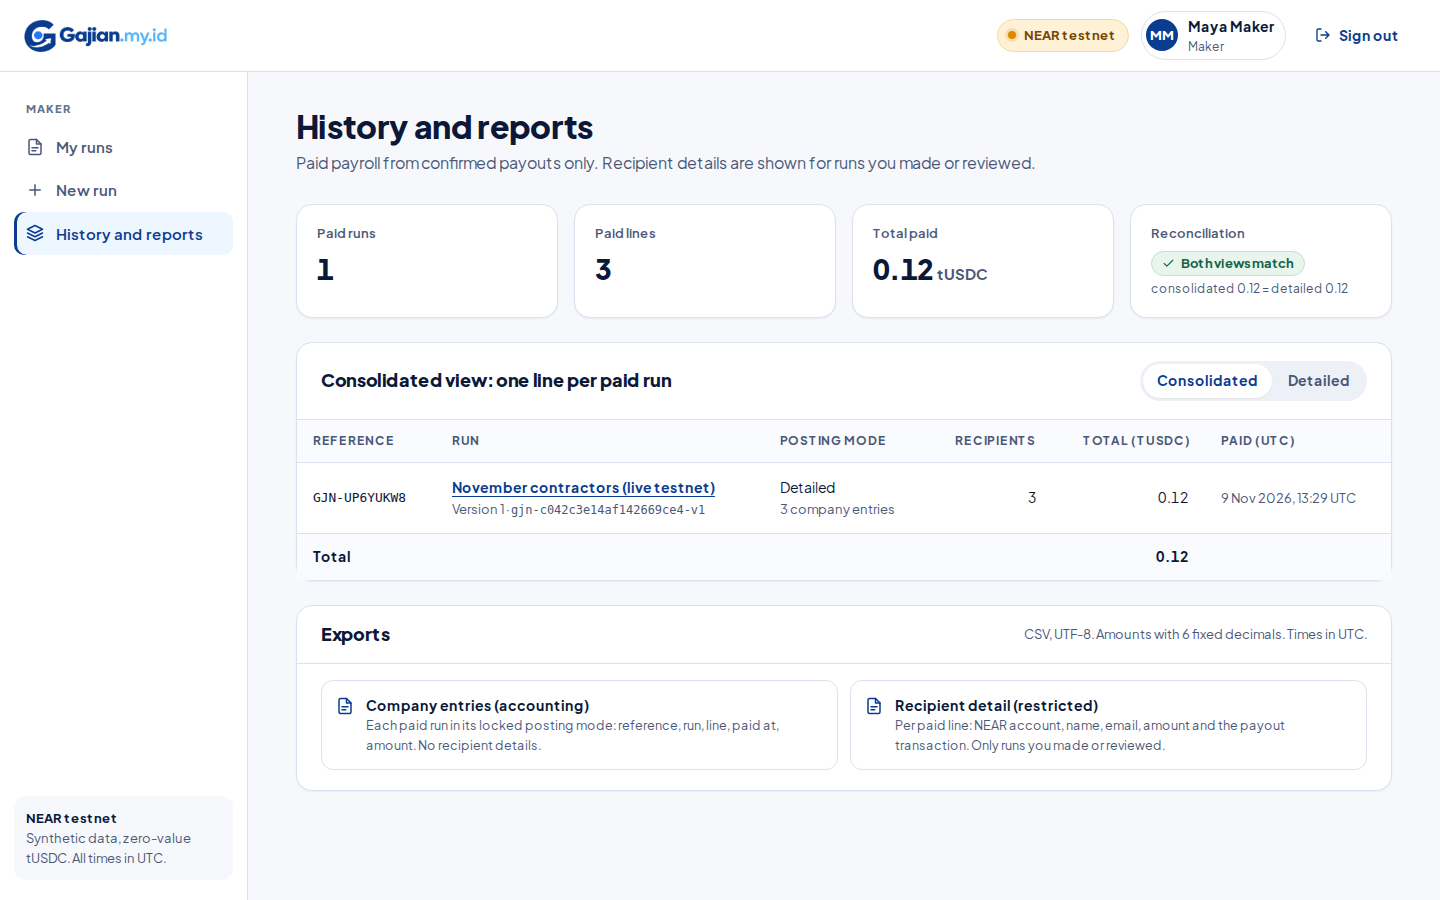 Gajian.my.id
NEAR testnet
MM
Maya Maker
Maker
Sign out
MAKER
My runs
New run
History and reports
NEAR testnet
Synthetic data, zero-value
tUSDC. All times in UTC.
History and reports
Paid payroll from confirmed payouts only. Recipient details are shown for runs you made or reviewed.
Paid runs
1
Paid lines
3
Total paid
0.12 tUSDC
Reconciliation
Both views match
consolidated 0.12 = detailed 0.12
Consolidated view: one line per paid run
Consolidated
Detailed
REFERENCE RUN POSTING MODE RECIPIENTS TOTAL (TUSDC) PAID (UTC)
GJN-UP6YUKW8 November contractors (live testnet) Detailed 3 0.12 9 Nov 2026, 13:29 UTC
Version 1 · gjn-c042c3e14af142669ce4-v1 3 company entries
Total 0.12
Exports
CSV, UTF-8. Amounts with 6 fixed decimals. Times in UTC.
Company entries (accounting)
Each paid run in its locked posting mode: reference, run, line, paid at,
amount. No recipient details.
Recipient detail (restricted)
Per paid line: NEAR account, name, email, amount and the payout
transaction. Only runs you made or reviewed.